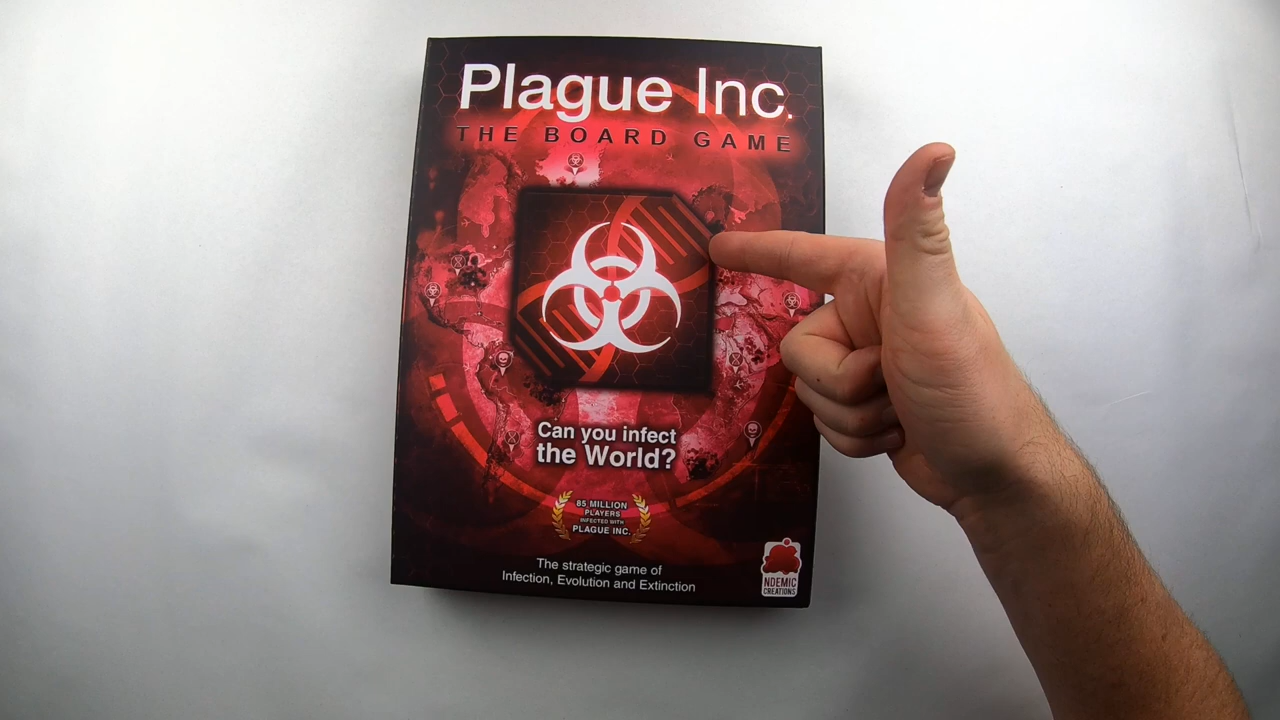 Plague Inc.
THE BOARD GAME
Can you infect
the World?
85 MILLION
PLAYERS
INFECTED WITH
PLAGUE INC.
The strategic game of
Infection, Evolution and Extinction
NDEMIC
CREATIONS